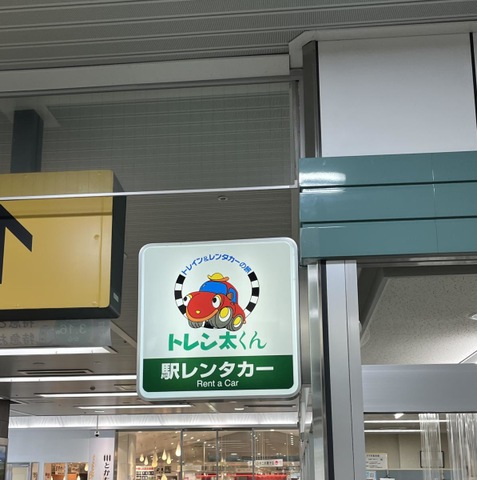 トレイン&レンタカーの旅
トレン太くん
駅レンタカー
Rent a Car